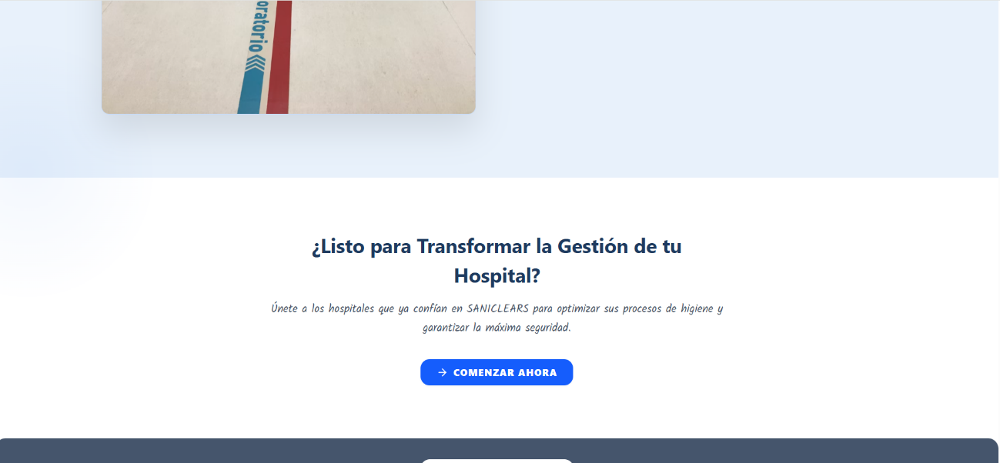 oratorio
¿Listo para Transformar la Gestión de tu
Hospital?
Únete a los hospitales que ya confían en SANICLEARS para optimizar sus procesos de higiene y
garantizar la máxima seguridad.
→ COMENZAR AHORA